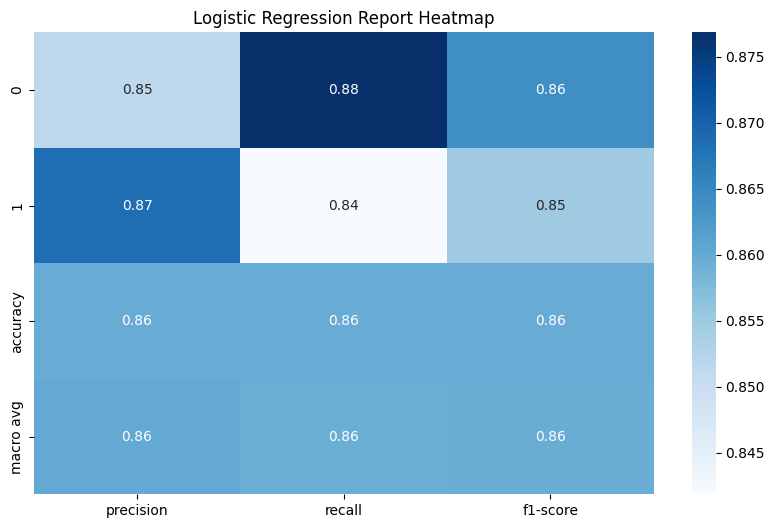 Logistic Regression Report Heatmap
0 0.85 0.88 0.86
1 0.87 0.84 0.85
accuracy 0.86 0.86 0.86
macro avg 0.86 0.86 0.86
precision recall f1-score
0.875
0.870
0.865
0.860
0.855
0.850
0.845